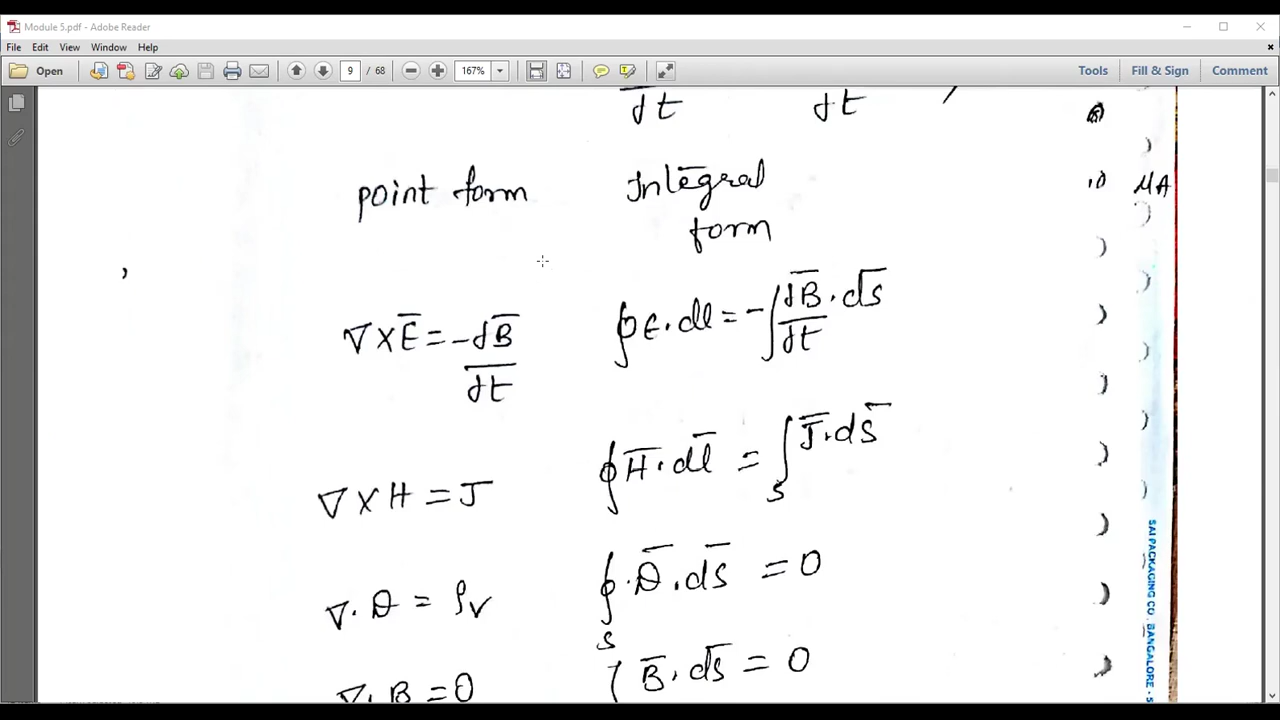 Module 5.pdf - Adobe Reader
File Edit View Window Help
Open 9 / 68 167% Tools Fill & Sign Comment
dt dt
point form Integral
form
∇ X E̅ = -dB̅/dt ∮E.dl = -∫dB̅/dt . ds̅
∇ X H = J ∮H̅.dl̅ = ∫S J̅.ds̅
∇. D = ρv ∮S .D̅.ds̅ = 0
∇. B = 0 ∫ B̅.ds̅ = 0
MA
SAI PACKAGING CO. BANGALORE - 5